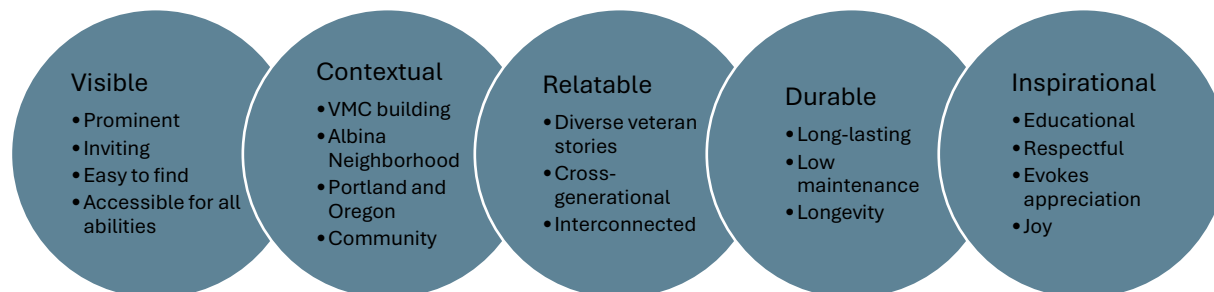 Visible
•Prominent
•Inviting
•Easy to find
•Accessible for all
abilities
Contextual
•VMC building
•Albina
Neighborhood
•Portland and
Oregon
•Community
Relatable
•Diverse veteran
stories
•Cross-
generational
•Interconnected
Durable
•Long-lasting
•Low
maintenance
•Longevity
Inspirational
•Educational
•Respectful
•Evokes
appreciation
•Joy